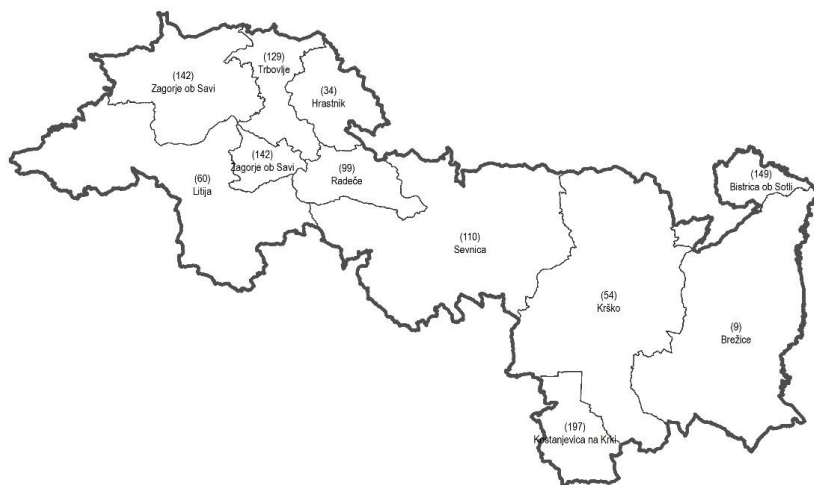 (142)
Zagorje ob Savi
(129)
Trbovlje
(34)
Hrastnik
(142)
Zagorje ob Savi
(99)
Radeče
(60)
Litija
(149)
Bistrica ob Sotli
(110)
Sevnica
(54)
Krško
(9)
Brežice
(197)
Kostanjevica na Krki